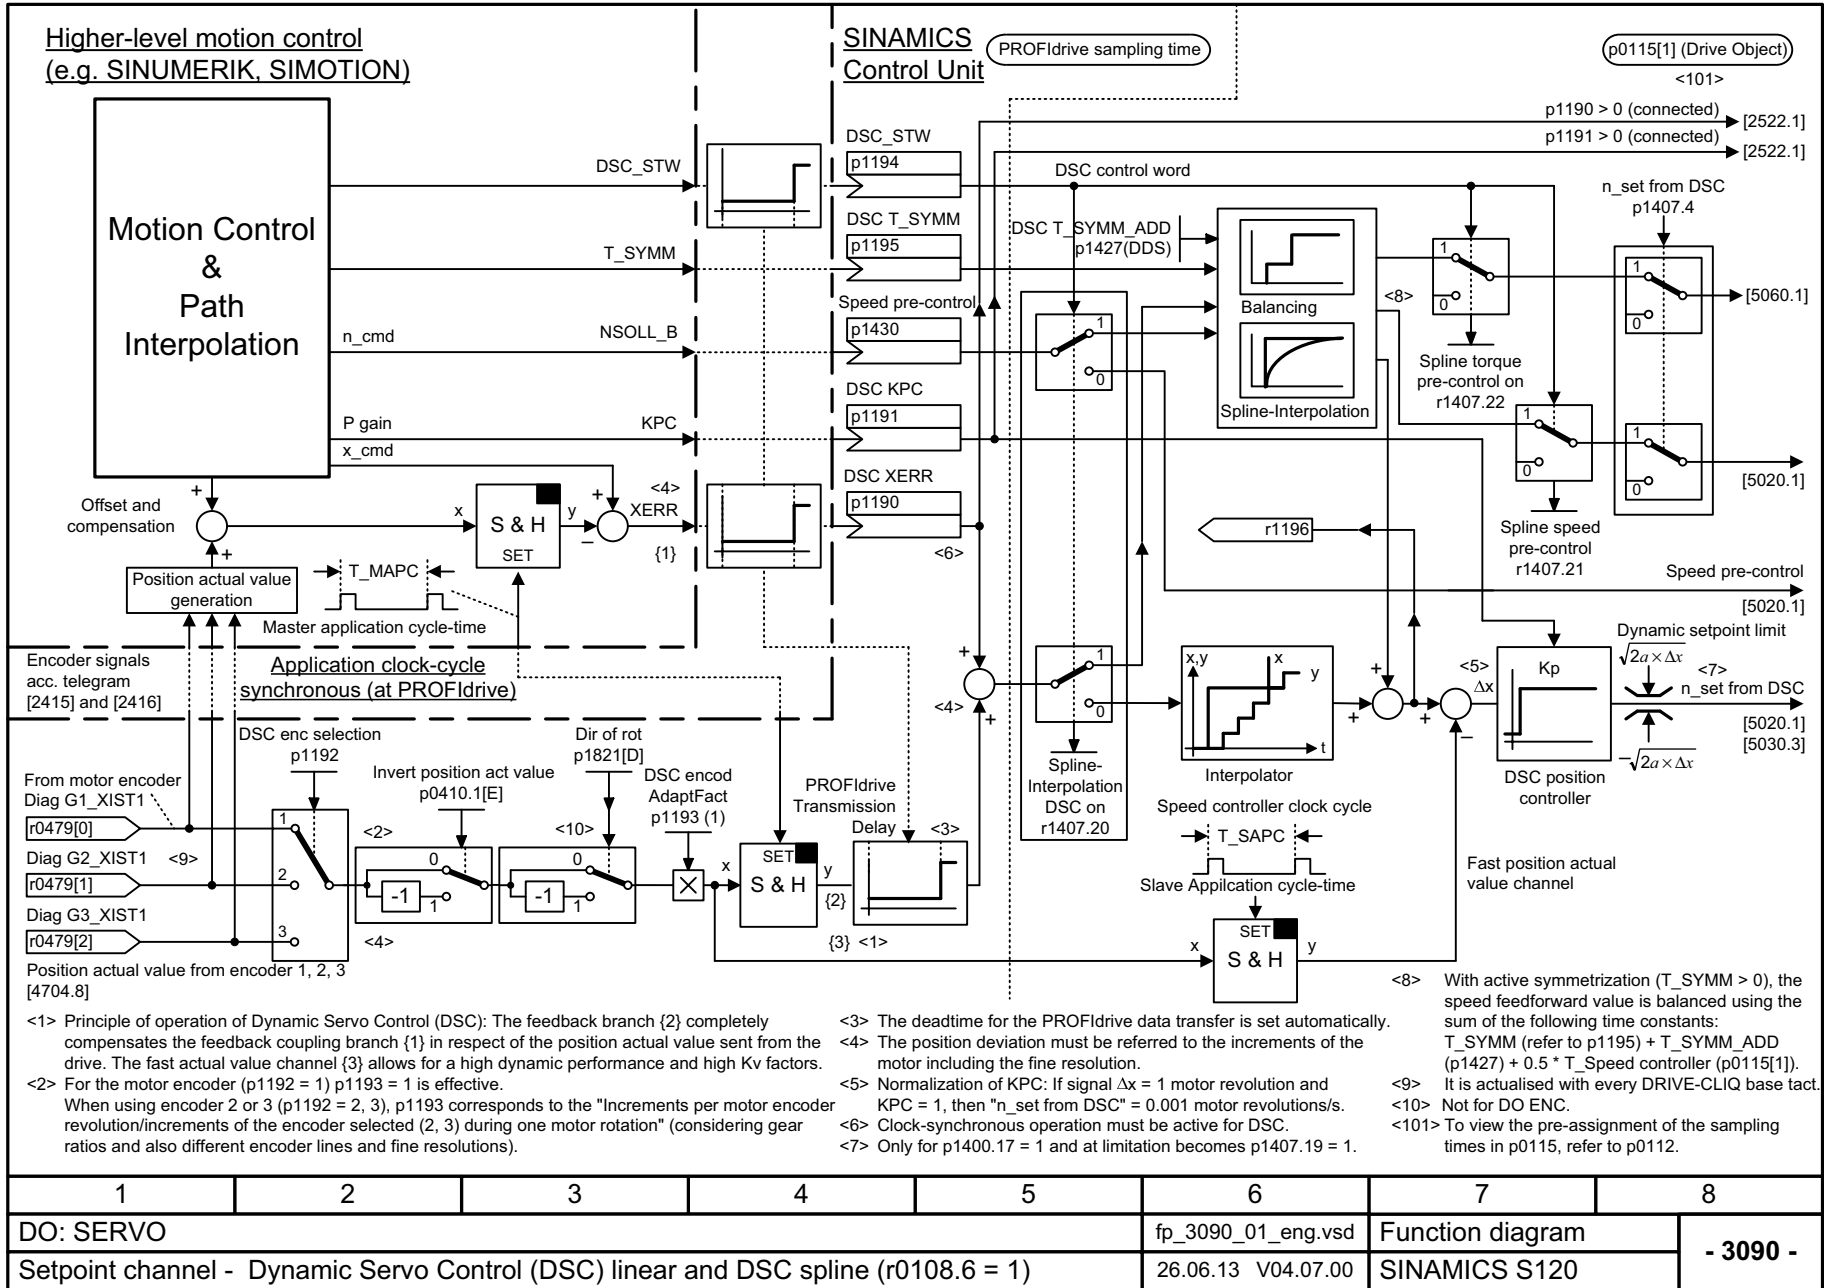 Higher-level motion control
(e.g. SINUMERIK, SIMOTION)
SINAMICS
Control Unit
PROFIdrive sampling time
p0115[1] (Drive Object)
<101>
p1190 > 0 (connected)
[2522.1]
p1191 > 0 (connected)
[2522.1]
Motion Control
&
Path
Interpolation
DSC_STW
DSC_STW
p1194
DSC control word
n_set from DSC
p1407.4
T_SYMM
DSC T_SYMM
p1195
DSC T_SYMM_ADD
p1427(DDS)
Balancing
Spline-Interpolation
<8>
1
0
Spline torque
pre-control on
r1407.22
1
0
[5060.1]
n_cmd
NSOLL_B
Speed pre-control
p1430
1
0
P gain
KPC
DSC KPC
p1191
1
0
Spline speed
pre-control
r1407.21
1
0
[5020.1]
x_cmd
<4>
XERR
{1}
DSC XERR
p1190
<6>
r1196
Offset and
compensation
+
+
x
S & H
SET
y
+
–
Position actual value
generation
T_MAPC
Master application cycle-time
Speed pre-control
[5020.1]
Encoder signals
acc. telegram
[2415] and [2416]
Application clock-cycle
synchronous (at PROFIdrive)
+
<4>
+
1
0
Spline-
Interpolation
DSC on
r1407.20
x,y
x
y
t
Interpolator
+
+
+
–
<5>
Δx
Kp
DSC position
controller
Dynamic setpoint limit
√2a × Δx
<7>
n_set from DSC
[5020.1]
[5030.3]
–√2a × Δx
DSC enc selection
p1192
Invert position act value
p0410.1[E]
Dir of rot
p1821[D]
DSC encod
AdaptFact
p1193 (1)
PROFIdrive
Transmission
Delay
<3>
From motor encoder
Diag G1_XIST1
r0479[0]
<9>
Diag G2_XIST1
r0479[1]
Diag G3_XIST1
r0479[2]
Position actual value from encoder 1, 2, 3
[4704.8]
1
2
3
<2>
0
-1
1
<4>
<10>
0
-1
1
x
SET
S & H
y
{2}
{3} <1>
Speed controller clock cycle
T_SAPC
Slave Appilcation cycle-time
x
SET
S & H
y
Fast position actual
value channel
<1> Principle of operation of Dynamic Servo Control (DSC): The feedback branch {2} completely
compensates the feedback coupling branch {1} in respect of the position actual value sent from the
drive. The fast actual value channel {3} allows for a high dynamic performance and high Kv factors.
<2> For the motor encoder (p1192 = 1) p1193 = 1 is effective.
When using encoder 2 or 3 (p1192 = 2, 3), p1193 corresponds to the "Increments per motor encoder
revolution/increments of the encoder selected (2, 3) during one motor rotation" (considering gear
ratios and also different encoder lines and fine resolutions).
<3> The deadtime for the PROFIdrive data transfer is set automatically.
<4> The position deviation must be referred to the increments of the
motor including the fine resolution.
<5> Normalization of KPC: If signal Δx = 1 motor revolution and
KPC = 1, then "n_set from DSC" = 0.001 motor revolutions/s.
<6> Clock-synchronous operation must be active for DSC.
<7> Only for p1400.17 = 1 and at limitation becomes p1407.19 = 1.
<8> With active symmetrization (T_SYMM > 0), the
speed feedforward value is balanced using the
sum of the following time constants:
T_SYMM (refer to p1195) + T_SYMM_ADD
(p1427) + 0.5 * T_Speed controller (p0115[1]).
<9> It is actualised with every DRIVE-CLIQ base tact.
<10> Not for DO ENC.
<101> To view the pre-assignment of the sampling
times in p0115, refer to p0112.
1 2 3 4 5 6 7 8
DO: SERVO
fp_3090_01_eng.vsd
Function diagram
- 3090 -
Setpoint channel - Dynamic Servo Control (DSC) linear and DSC spline (r0108.6 = 1)
26.06.13 V04.07.00
SINAMICS S120